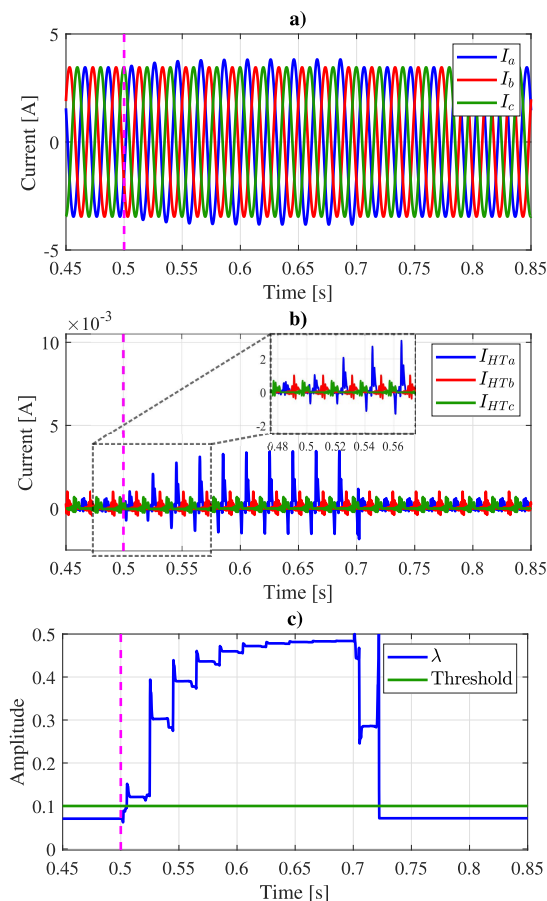 a)
5
0
-5
Current [A]
I_a
I_b
I_c
0.45 0.5 0.55 0.6 0.65 0.7 0.75 0.8 0.85
Time [s]
b)
×10^-3
10
5
0
Current [A]
I_HTa
I_HTb
I_HTc
2
0
-2
0.48 0.5 0.52 0.54 0.56
0.45 0.5 0.55 0.6 0.65 0.7 0.75 0.8 0.85
Time [s]
c)
0.5
0.4
0.3
0.2
0.1
0
Amplitude
λ
Threshold
0.45 0.5 0.55 0.6 0.65 0.7 0.75 0.8 0.85
Time [s]